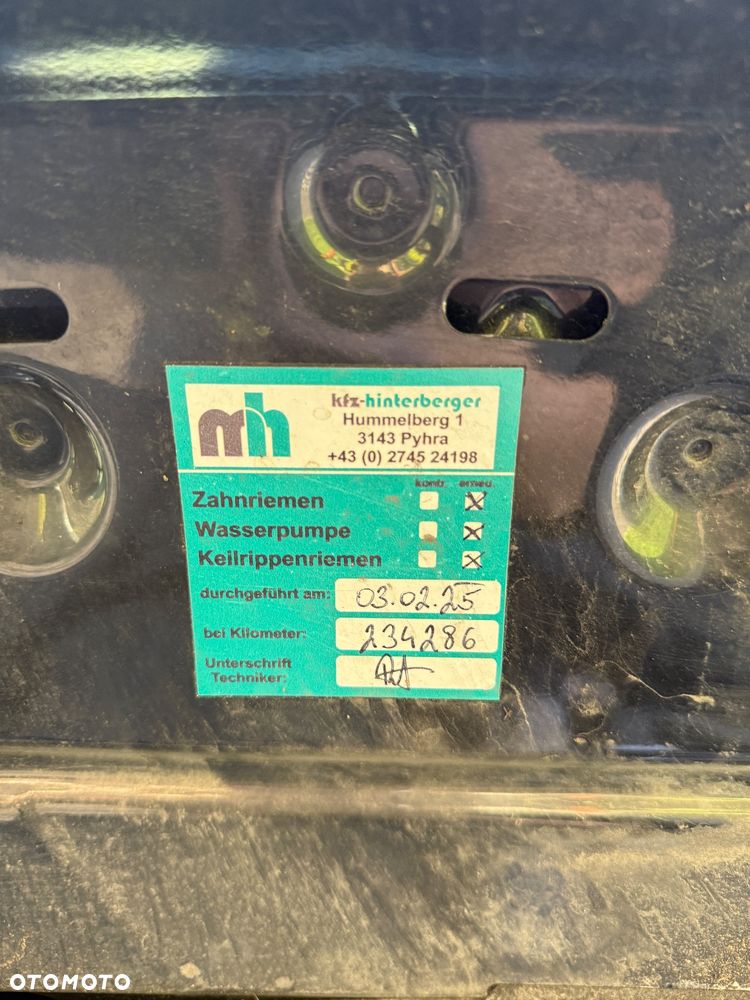 mh
kfz-hinterberger
Hummelberg 1
3143 Pyhra
+43 (0) 2745 24198
kontr. erneu.
Zahnriemen
Wasserpumpe
Keilrippenriemen
durchgeführt am: 03.02.25
bei Kilometer: 234286
Unterschrift
Techniker:
OTOMOTO